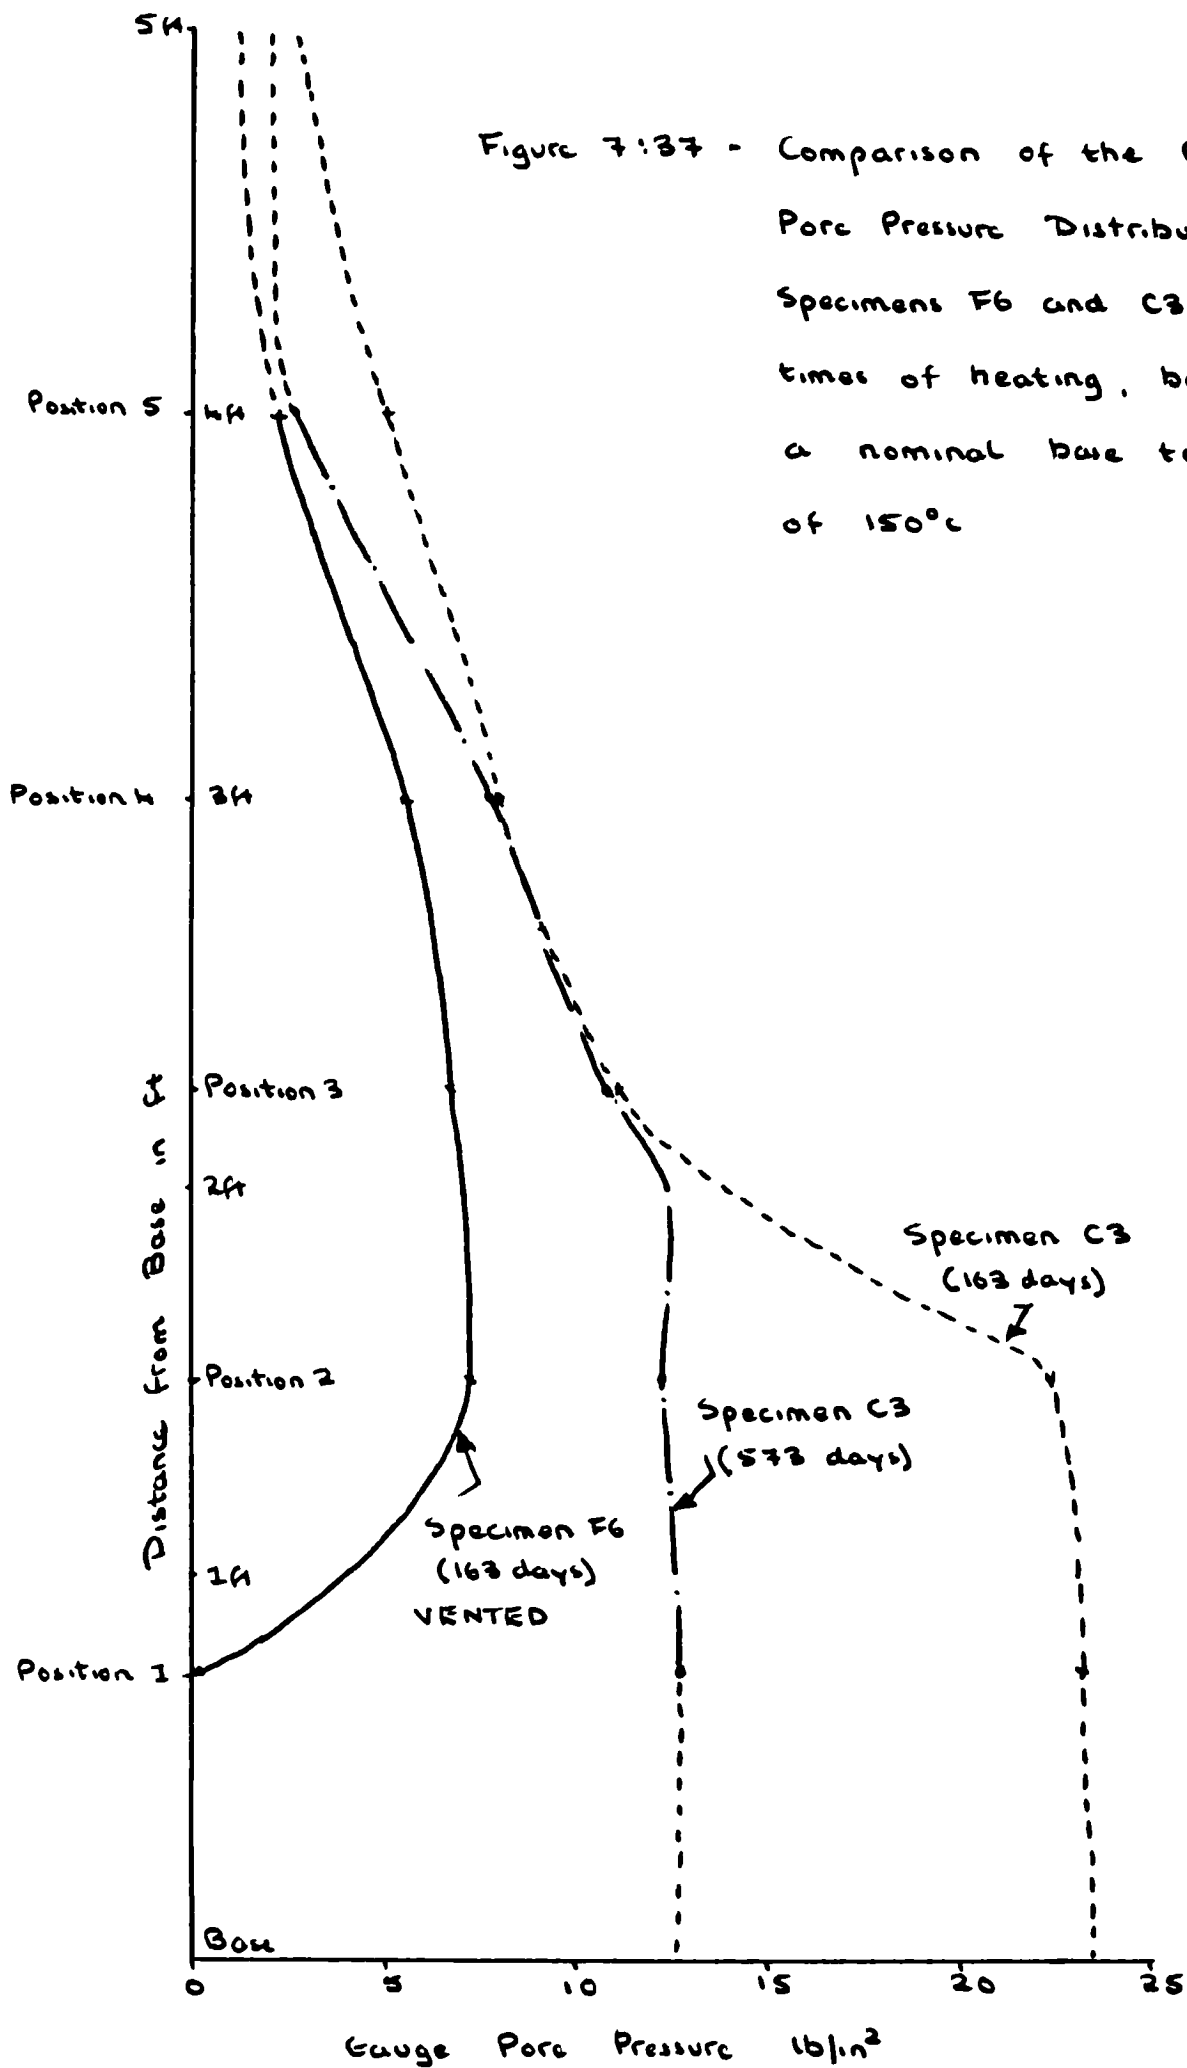 5ft
Figure 7:37 - Comparison of the
Pore Pressure
Specimens F6 and C3
times of heating,
a nominal base
of 150°c
Position 5
4ft
Position 4
3ft
Position 3
2ft
Specimen C3
(163 days)
Position 2
Specimen C3
(573 days)
Specimen F6
(163 days)
VENTED
1ft
Position 1
Base
Distance from Base in ft
0 5 10 15 20 25
Gauge Pore Pressure lb/in²